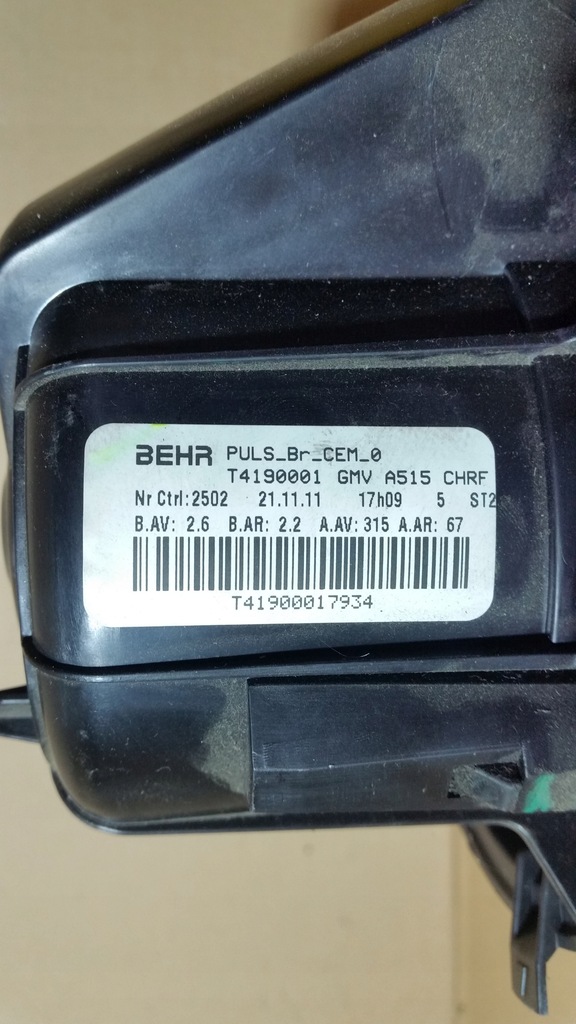 BEHR PULS_Br_CEM_0
T4190001 GMV A515 CHRF
Nr Ctrl:2502 21.11.11 17h09 5 ST2
B.AV: 2.6 B.AR: 2.2 A.AV: 315 A.AR: 67
T41900017934